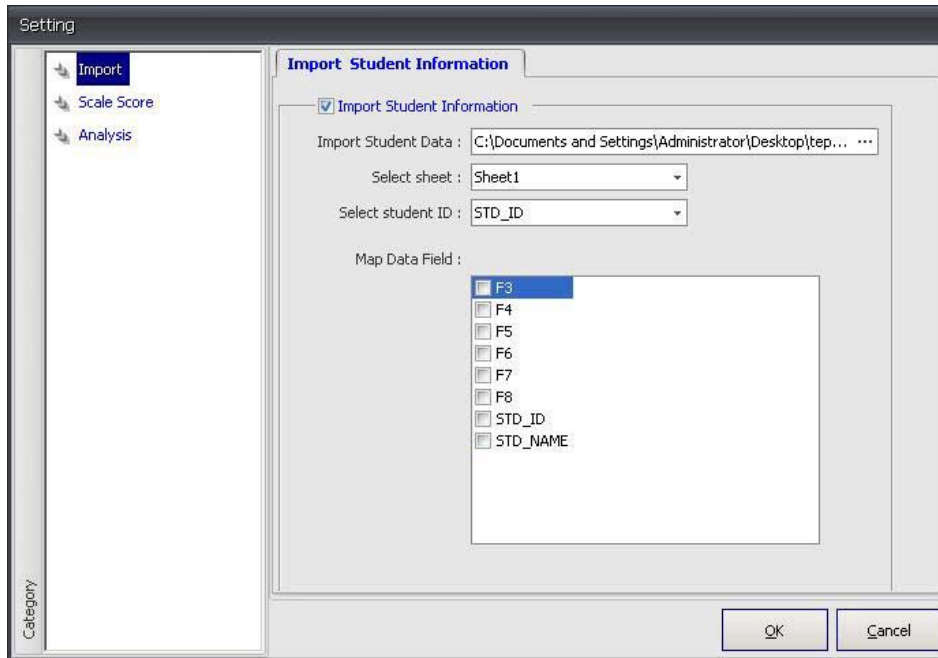 Setting
Import
Scale Score
Analysis
Category
Import Student Information
Import Student Information
Import Student Data : C:\Documents and Settings\Administrator\Desktop\tep... ...
Select sheet : Sheet1
Select student ID : STD_ID
Map Data Field :
F3
F4
F5
F6
F7
F8
STD_ID
STD_NAME
OK Cancel